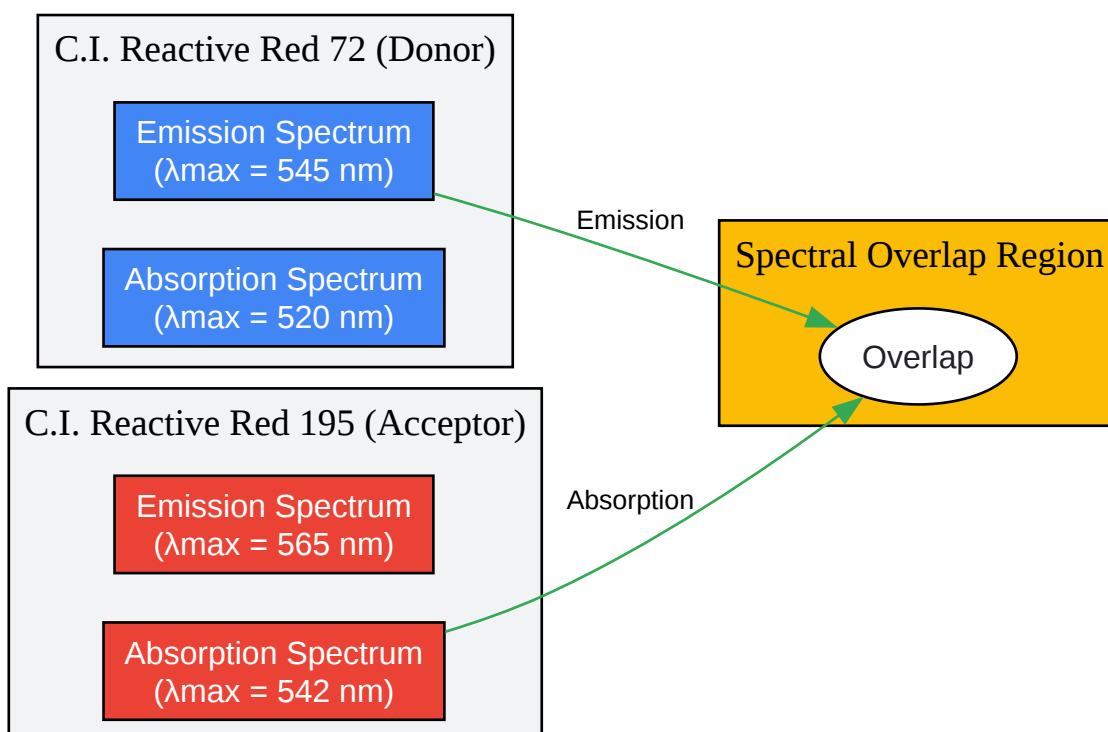 C.I. Reactive Red 72 (Donor)
Emission Spectrum
(λmax = 545 nm)
Absorption Spectrum
(λmax = 520 nm)
Emission
Spectral Overlap Region
Overlap
C.I. Reactive Red 195 (Acceptor)
Emission Spectrum
(λmax = 565 nm)
Absorption
Absorption Spectrum
(λmax = 542 nm)